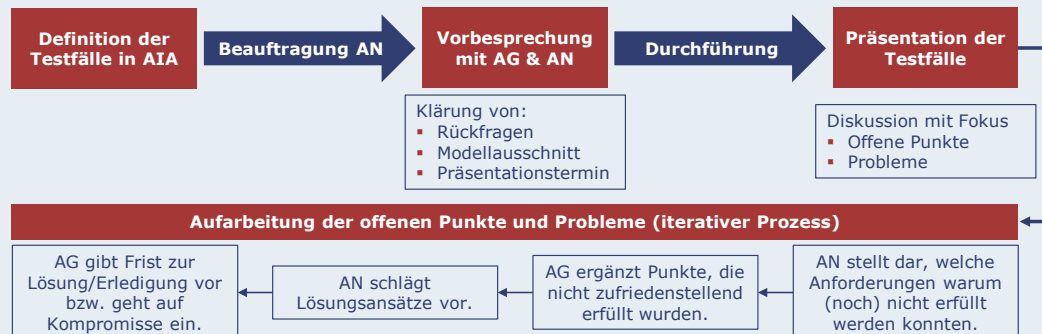 Definition der
Testfälle in AIA
Beauftragung AN
Vorbesprechung
mit AG & AN
Durchführung
Präsentation der
Testfälle
Klärung von:
▪ Rückfragen
▪ Modellausschnitt
▪ Präsentationstermin
Diskussion mit Fokus
▪ Offene Punkte
▪ Probleme
Aufarbeitung der offenen Punkte und Probleme (iterativer Prozess)
AG gibt Frist zur
Lösung/Erledigung vor
bzw. geht auf
Kompromisse ein.
AN schlägt
Lösungsansätze vor.
AG ergänzt Punkte, die
nicht zufriedenstellend
erfüllt wurden.
AN stellt dar, welche
Anforderungen warum
(noch) nicht erfüllt
werden konnten.